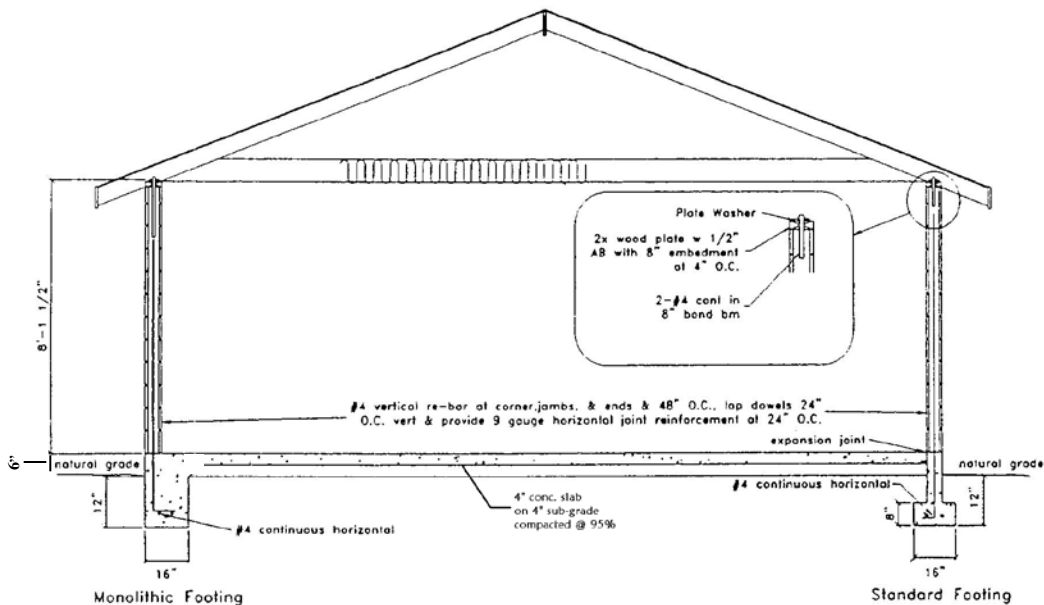 Plate Washer
2x wood plate w 1/2"
AB with 8" embedment
at 4" O.C.
2-#4 cont in
8" bond bm
8'-1 1/2"
#4 vertical re-bar at corner,jambs, & ends & 48" O.C., lap dowels 24"
O.C. vert & provide 9 gauge horizontal joint reinforcement at 24" O.C.
expansion joint
6"
natural grade
natural grade
#4 continuous horizontal
12"
4" conc. slab
on 4" sub-grade
compacted @ 95%
8"
12"
#4 continuous horizontal
16"
16"
Monolithic Footing
Standard Footing